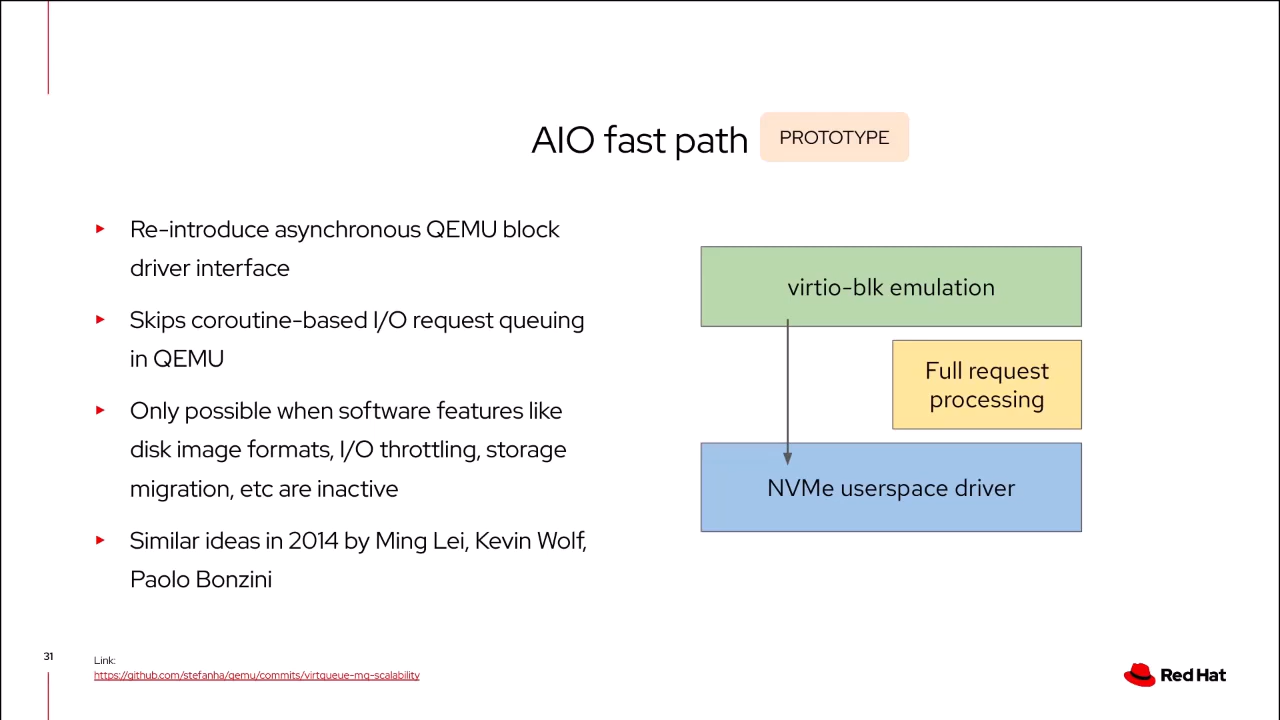 AIO fast path PROTOTYPE
Re-introduce asynchronous QEMU block
driver interface
Skips coroutine-based I/O request queuing
in QEMU
Only possible when software features like
disk image formats, I/O throttling, storage
migration, etc are inactive
Similar ideas in 2014 by Ming Lei, Kevin Wolf,
Paolo Bonzini
virtio-blk emulation
Full request
processing
NVMe userspace driver
31
Link:
https://github.com/stefanha/qemu/commits/virtqueue-mq-scalability
Red Hat